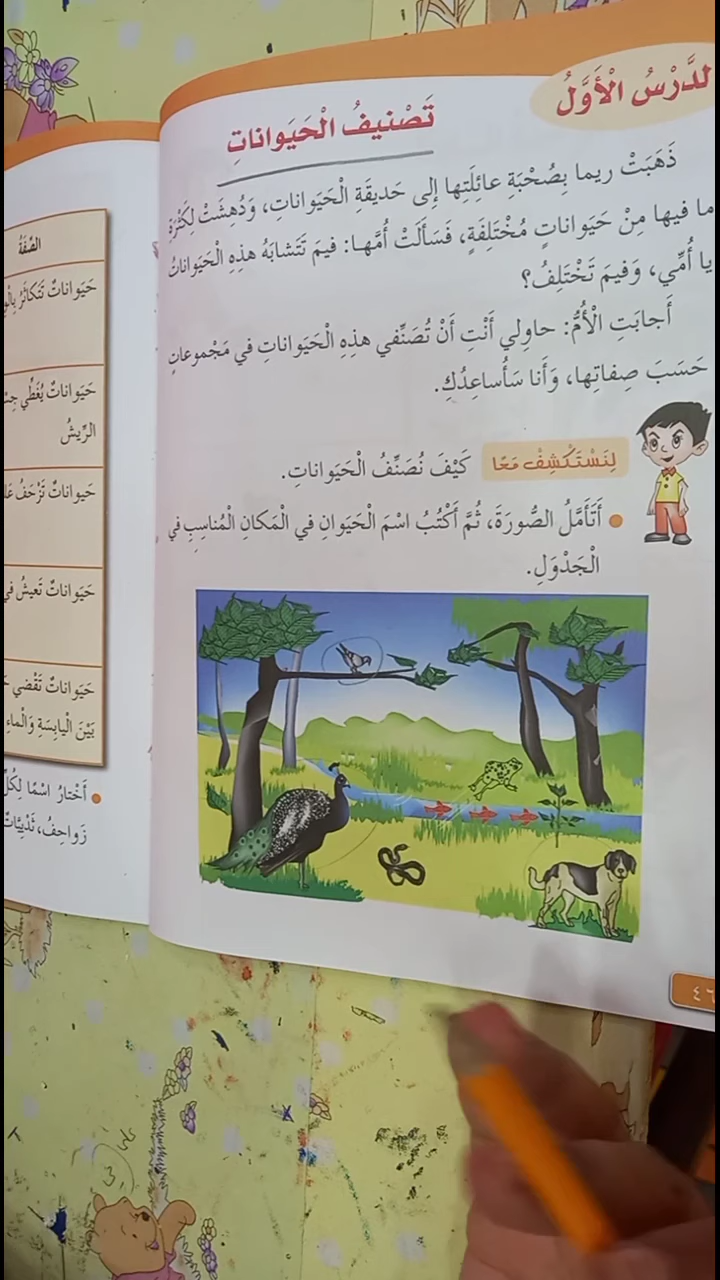 الدَّرْسُ الْأَوَّلُ
تَصْنيفُ الْحَيَواناتِ
ذَهَبَتْ ريما بِصُحْبَةِ عائِلَتِها إِلى حَديقَةِ الْحَيَواناتِ، وَدُهِشَتْ لِكَثْرَةِ
ما فيها مِنْ حَيَواناتٍ مُخْتَلِفَةٍ، فَسَأَلَتْ أُمَّها: فيمَ تَتَشابَهُ هذِهِ الْحَيَواناتُ
يا أُمِّي، وَفيمَ تَخْتَلِفُ؟
أَجابَتِ الْأُمُّ: حاوِلي أَنْتِ أَنْ تُصَنِّفي هذِهِ الْحَيَواناتِ في مَجْموعاتٍ
حَسَبَ صِفاتِها، وَأَنا سَأُساعِدُكِ.
لِنَسْتَكْشِفْ مَعًا كَيْفَ نُصَنِّفُ الْحَيَواناتِ.
• أَتَأَمَّلُ الصُّورَةَ، ثُمَّ أَكْتُبُ اسْمَ الْحَيَوانِ في الْمَكانِ الْمُناسِبِ في
الْجَدْوَلِ.
٤٦
الصِّفَةُ
حَيَواناتٌ تَتَكاثَرُ
حَيَواناتٌ يُغَطِّي
الرِّيشُ
حَيَواناتٌ تَزْحَفُ
حَيَواناتٌ تَعيشُ
حَيَواناتٌ تَقْضي
بَيْنَ الْيابِسَةِ وَالْماءِ
• أَخْتارُ اسْمًا لِكُلِّ
زَواحِفُ، ثَدْيِيَّاتٌ